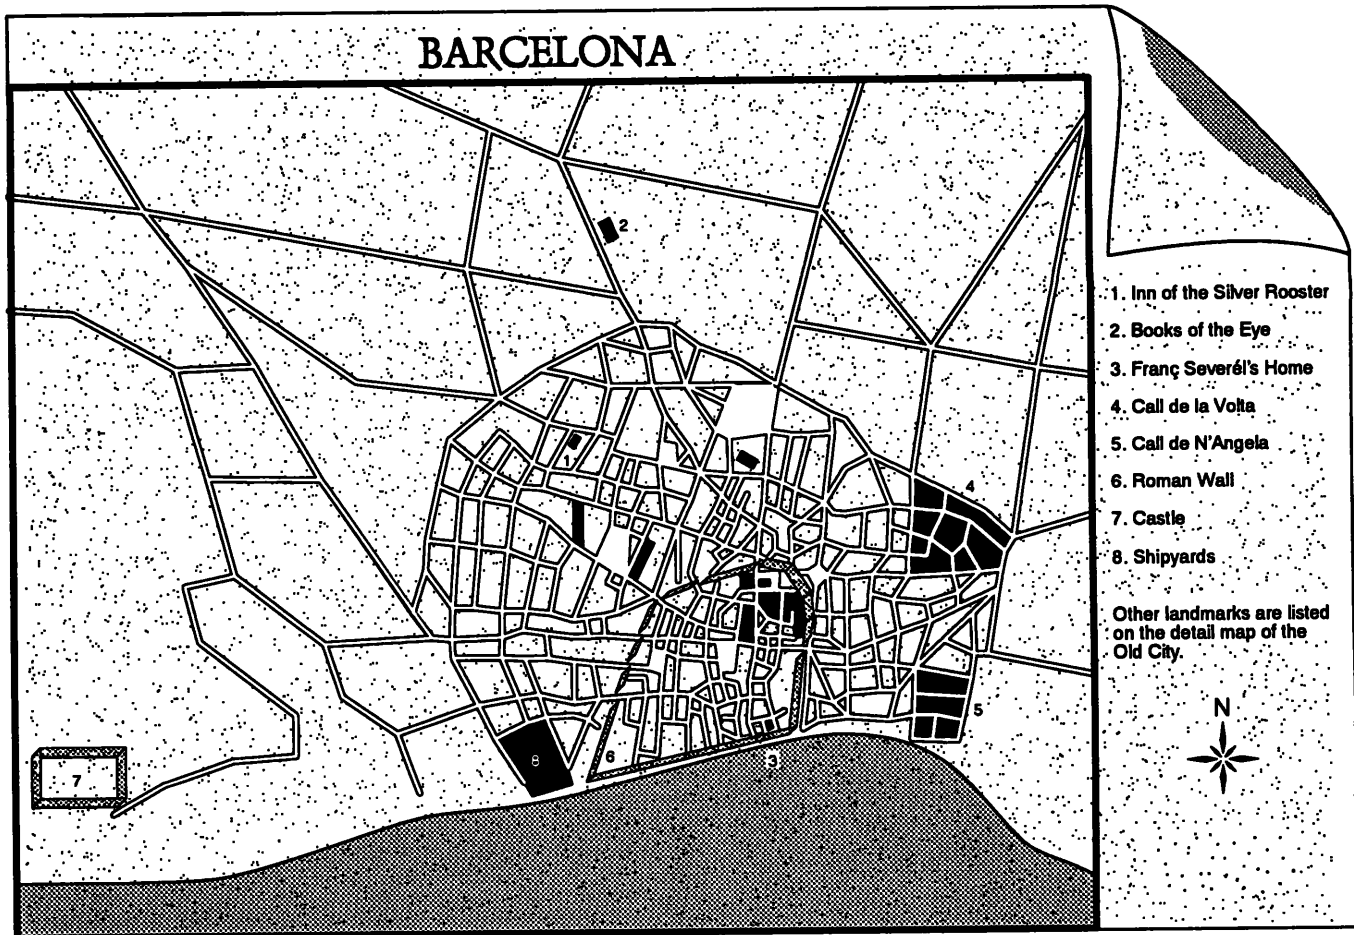 BARCELONA
2
1
4
5
6
3
7
8
1. Inn of the Silver Rooster
2. Books of the Eye
3. Franç Severél's Home
4. Call de la Volta
5. Call de N'Angela
6. Roman Wall
7. Castle
8. Shipyards
Other landmarks are listed
on the detail map of the
Old City.
N